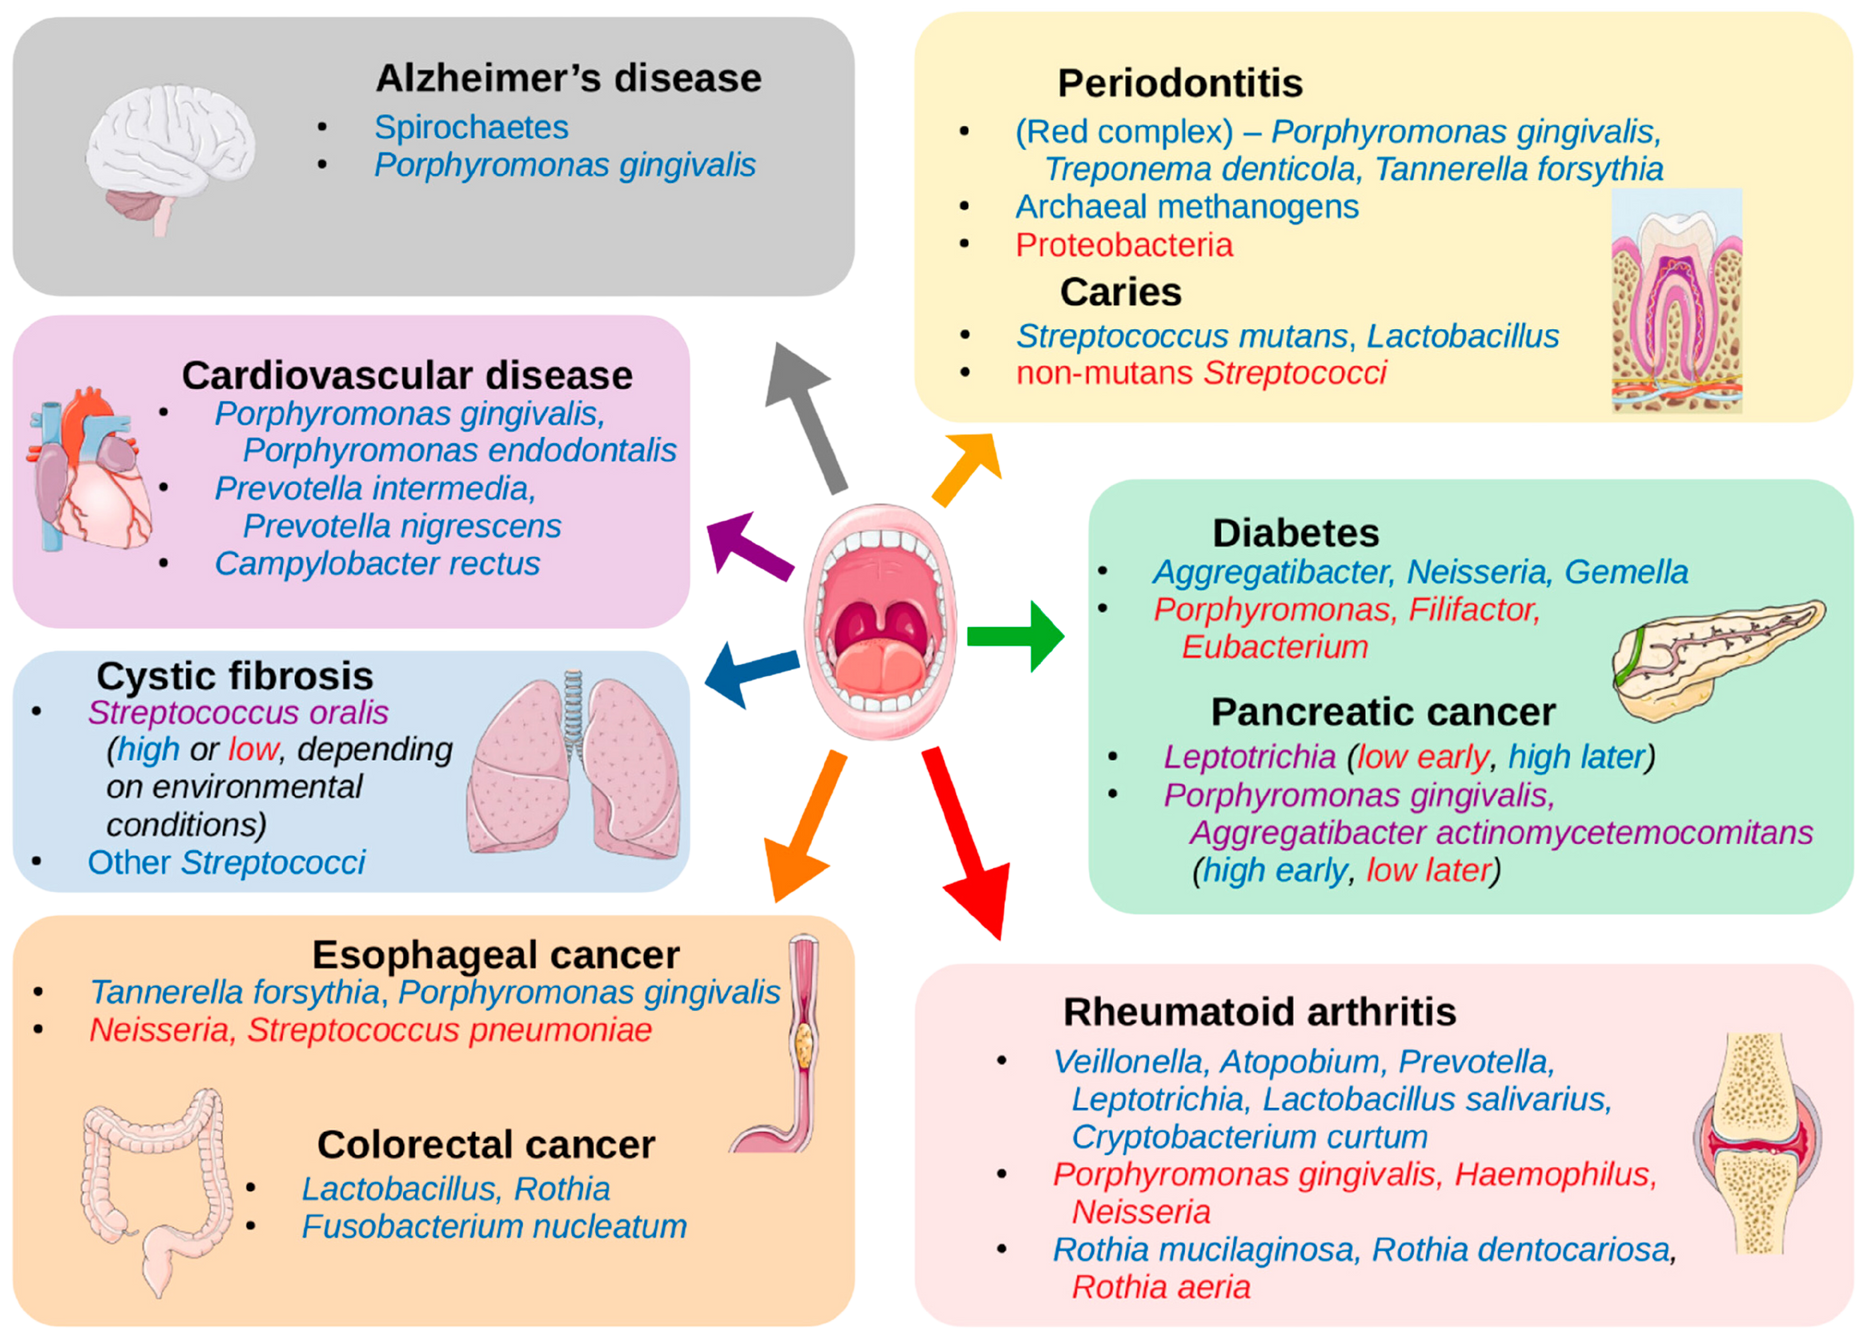 Alzheimer's disease
• Spirochaetes
• Porphyromonas gingivalis
Periodontitis
• (Red complex) – Porphyromonas gingivalis,
Treponema denticola, Tannerella forsythia
• Archaeal methanogens
• Proteobacteria
Caries
• Streptococcus mutans, Lactobacillus
• non-mutans Streptococci
Cardiovascular disease
• Porphyromonas gingivalis,
Porphyromonas endodontalis
• Prevotella intermedia,
Prevotella nigrescens
• Campylobacter rectus
Diabetes
• Aggregatibacter, Neisseria, Gemella
• Porphyromonas, Filifactor,
Eubacterium
Pancreatic cancer
• Leptotrichia (low early, high later)
• Porphyromonas gingivalis,
Aggregatibacter actinomycetemocomitans
(high early, low later)
Cystic fibrosis
• Streptococcus oralis
(high or low, depending
on environmental
conditions)
• Other Streptococci
Esophageal cancer
• Tannerella forsythia, Porphyromonas gingivalis
• Neisseria, Streptococcus pneumoniae
Colorectal cancer
• Lactobacillus, Rothia
• Fusobacterium nucleatum
Rheumatoid arthritis
• Veillonella, Atopobium, Prevotella,
Leptotrichia, Lactobacillus salivarius,
Cryptobacterium curtum
• Porphyromonas gingivalis, Haemophilus,
Neisseria
• Rothia mucilaginosa, Rothia dentocariosa,
Rothia aeria